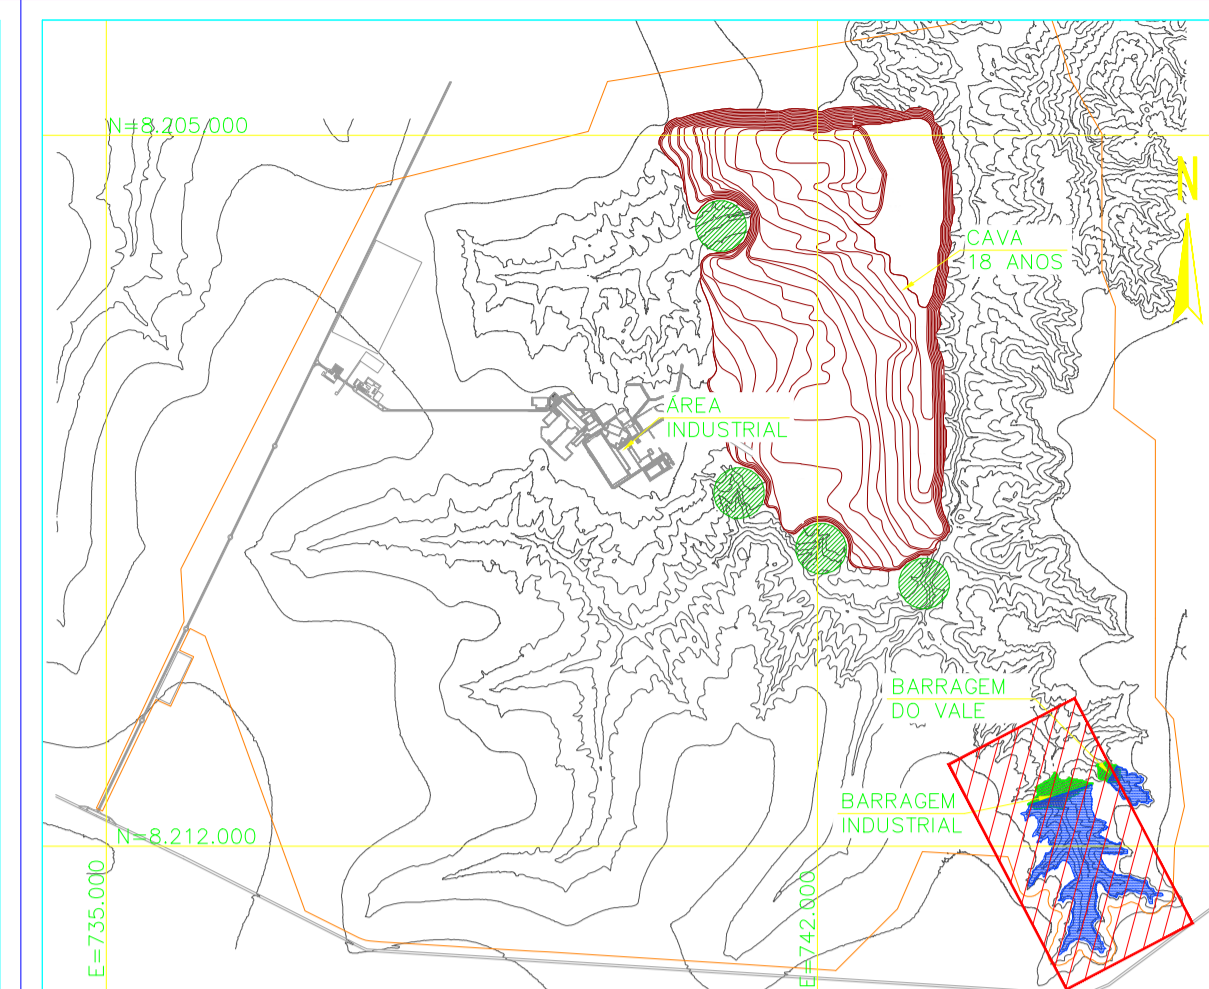 N=8.205.000
N
CAVA
18 ANOS
ÁREA
INDUSTRIAL
BARRAGEM
DO VALE
BARRAGEM
INDUSTRIAL
N=8.212.000
E=735.000
E=742.000